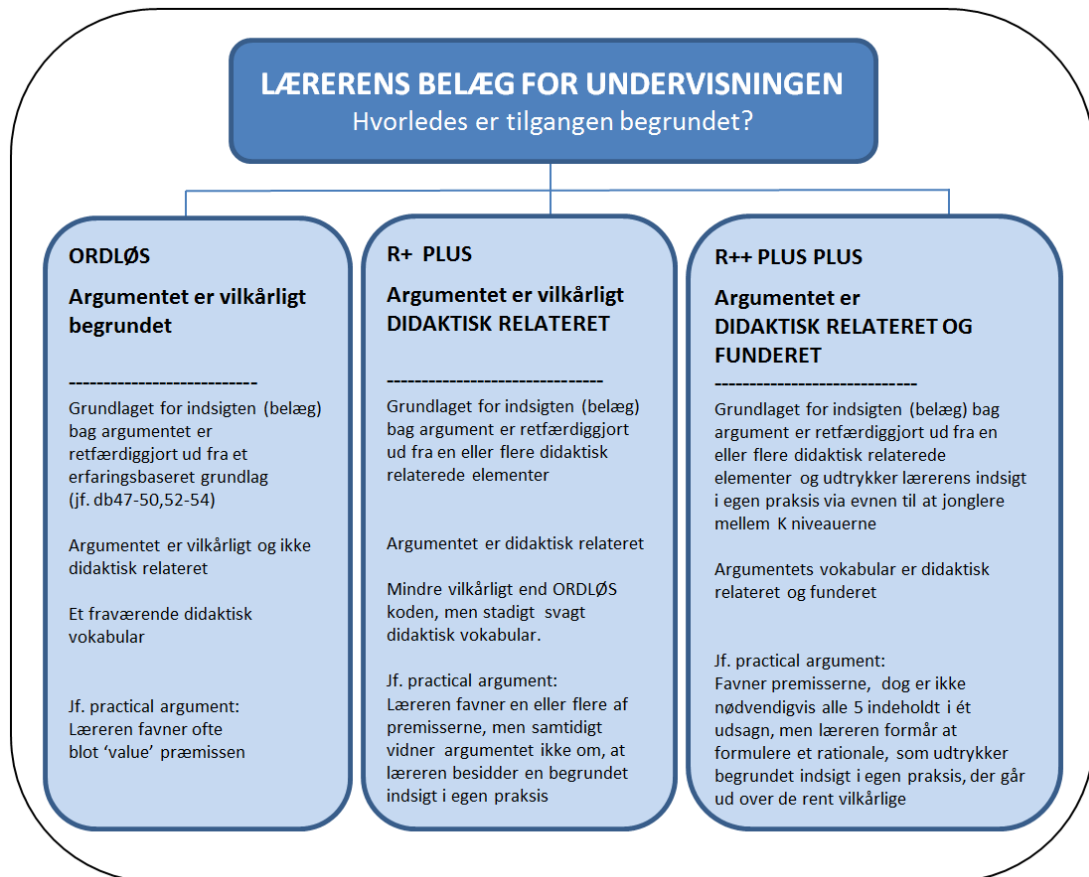 LÆRERENS BELÆG FOR UNDERVISNINGEN
Hvorledes er tilgangen begrundet?
ORDLØS
Argumentet er vilkårligt
begrundet
---------------------------
Grundlaget for indsigten (belæg)
bag argumentet er
retfærdiggjort ud fra et
erfaringsbaseret grundlag
(jf. db47-50,52-54)
Argumentet er vilkårligt og ikke
didaktisk relateret
Et fraværende didaktisk
vokabular
Jf. practical argument:
Læreren favner ofte
blot ‘value’ præmissen
R+ PLUS
Argumentet er vilkårligt
DIDAKTISK RELATERET
-------------------------------
Grundlaget for indsigten (belæg)
bag argument er retfærdiggjort
ud fra en eller flere didaktisk
relaterede elementer
Argumentet er didaktisk relateret
Mindre vilkårligt end ORDLØS
koden, men stadigt svagt
didaktisk vokabular.
Jf. practical argument:
Læreren favner en eller flere af
premisserne, men samtidigt
vidner argumentet ikke om, at
læreren besidder en begrundet
indsigt i egen praksis
R++ PLUS PLUS
Argumentet er
DIDAKTISK RELATERET OG
FUNDERET
-----------------------------
Grundlaget for indsigten (belæg) bag
argument er retfærdiggjort ud fra en
eller flere didaktisk relaterede
elementer og udtrykker lærerens indsigt
i egen praksis via evnen til at jonglere
mellem K niveauerne
Argumentets vokabular er didaktisk
relateret og funderet
Jf. practical argument:
Favner premisserne, dog er ikke
nødvendigvis alle 5 indeholdt i ét
udsagn, men læreren formår at
formulere et rationale, som udtrykker
begrundet indsigt i egen praksis, der går
ud over de rent vilkårlige